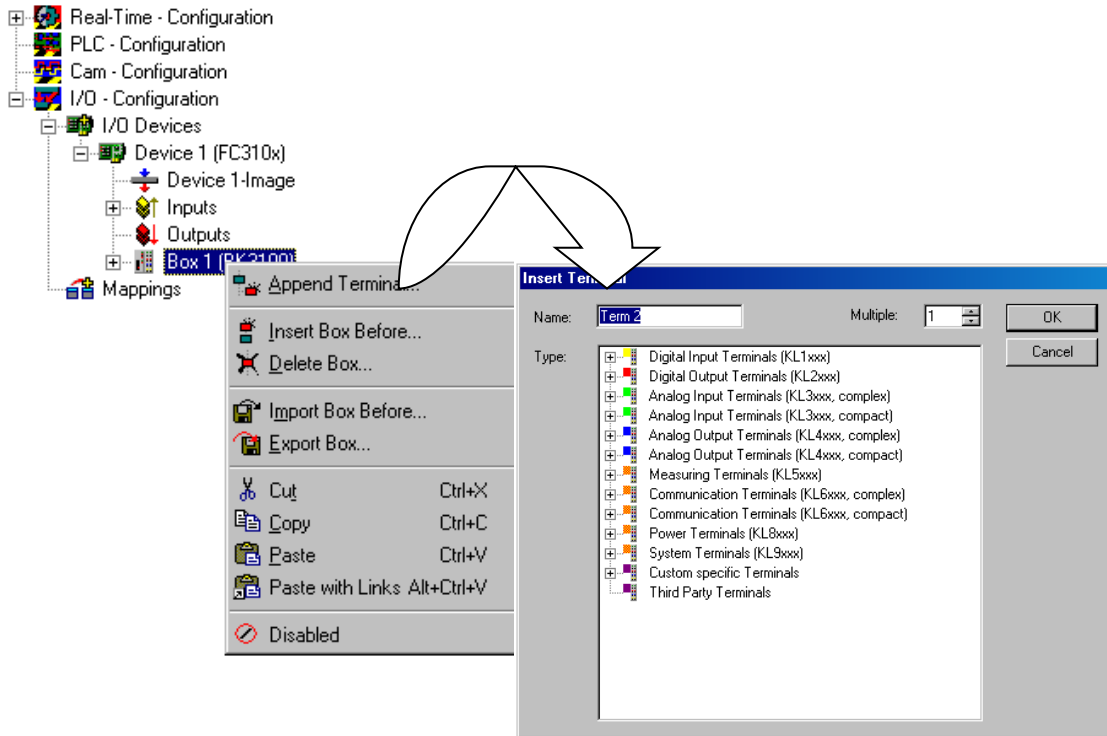 Real-Time - Configuration
PLC - Configuration
Cam - Configuration
I/O - Configuration
I/O Devices
Device 1 (FC310x)
Device 1-Image
Inputs
Outputs
Box 1 (BK3100)
Mappings
Append Terminal...
Insert Box Before...
Delete Box...
Import Box Before...
Export Box...
Cut Ctrl+X
Copy Ctrl+C
Paste Ctrl+V
Paste with Links Alt+Ctrl+V
Disabled
Insert Terminal
Name: Term 2 Multiple: 1 OK
Cancel
Type:
Digital Input Terminals (KL1xxx)
Digital Output Terminals (KL2xxx)
Analog Input Terminals (KL3xxx, complex)
Analog Input Terminals (KL3xxx, compact)
Analog Output Terminals (KL4xxx, complex)
Analog Output Terminals (KL4xxx, compact)
Measuring Terminals (KL5xxx)
Communication Terminals (KL6xxx, complex)
Communication Terminals (KL6xxx, compact)
Power Terminals (KL8xxx)
System Terminals (KL9xxx)
Custom specific Terminals
Third Party Terminals